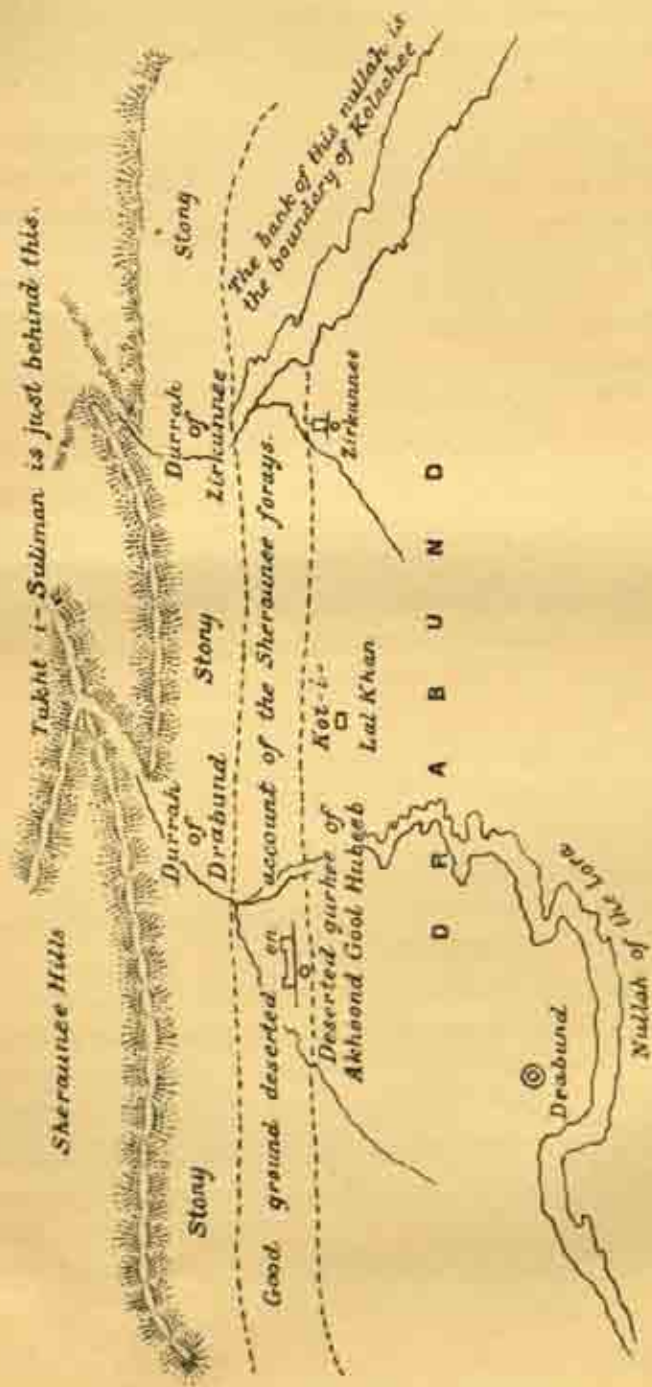 Takht i-Suliman is just behind this.
Sheraunee Hills
Stony
Stony
Stony
Durrah
of
Drabund
Durrah
of
Zirkunnee
The bank of this nullah is
the boundary of Kolachee
Good ground deserted on account of the Sheraunee forays.
Deserted gurhee of
Akhoond Gool Hubeeb
Kot-i-
Lal Khan
Zirkunnee
DRABUND
Drabund
Nullah of the Lora